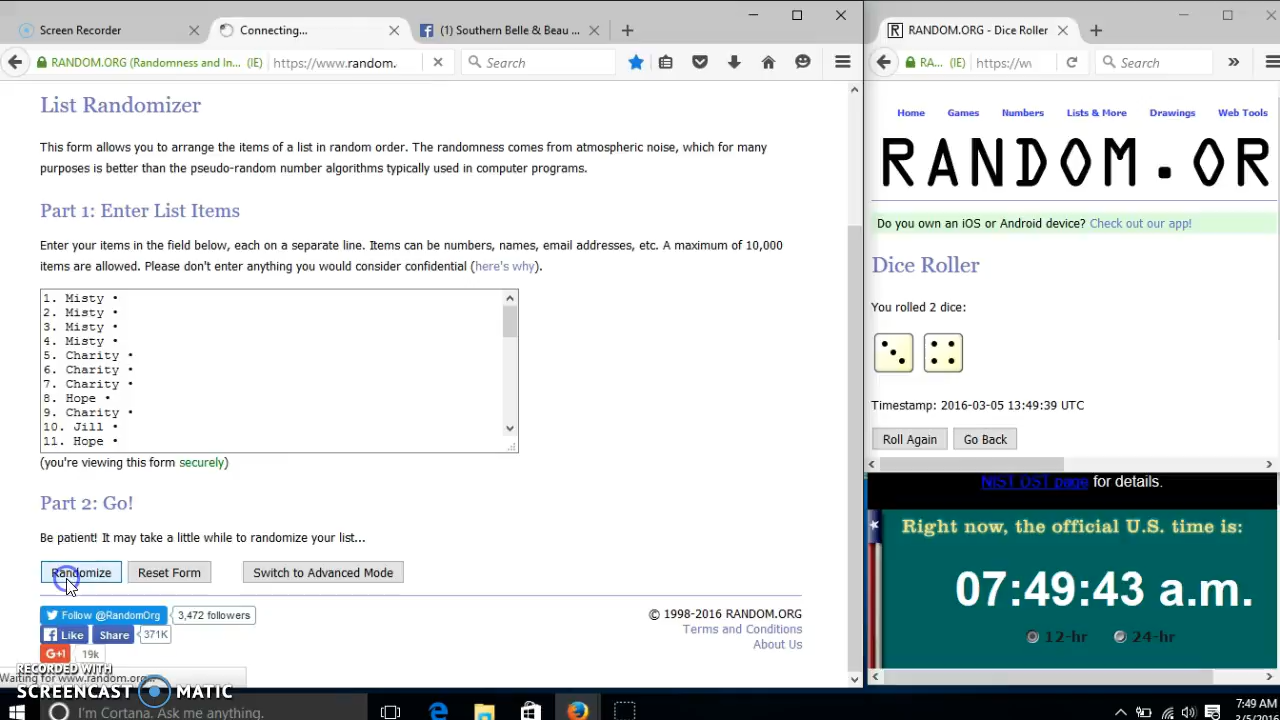 Screen Recorder
Connecting...
(1) Southern Belle & Beau ...
RANDOM.ORG (Randomness and In... (IE)
https://www.random.
Search
List Randomizer
This form allows you to arrange the items of a list in random order. The randomness comes from atmospheric noise, which for many
purposes is better than the pseudo-random number algorithms typically used in computer programs.
Part 1: Enter List Items
Enter your items in the field below, each on a separate line. Items can be numbers, names, email addresses, etc. A maximum of 10,000
items are allowed. Please don't enter anything you would consider confidential (here's why).
1. Misty •
2. Misty •
3. Misty •
4. Misty •
5. Charity •
6. Charity •
7. Charity •
8. Hope •
9. Charity •
10. Jill •
11. Hope •
(you're viewing this form securely)
Part 2: Go!
Be patient! It may take a little while to randomize your list...
Randomize
Reset Form
Switch to Advanced Mode
Follow @RandomOrg
3,472 followers
Like
Share
371K
G+1
19k
© 1998-2016 RANDOM.ORG
Terms and Conditions
About Us
Waiting for www.random.org...
RECORDED WITH
SCREENCAST MATIC
I'm Cortana. Ask me anything.
RANDOM.ORG - Dice Roller
RA... (IE)
https://w
Search
Home
Games
Numbers
Lists & More
Drawings
Web Tools
RANDOM.OR
Do you own an iOS or Android device? Check out our app!
Dice Roller
You rolled 2 dice:
Timestamp: 2016-03-05 13:49:39 UTC
Roll Again
Go Back
NIST DST page for details.
Right now, the official U.S. time is:
07:49:43 a.m.
12-hr
24-hr
7:49 AM
3/5/2016